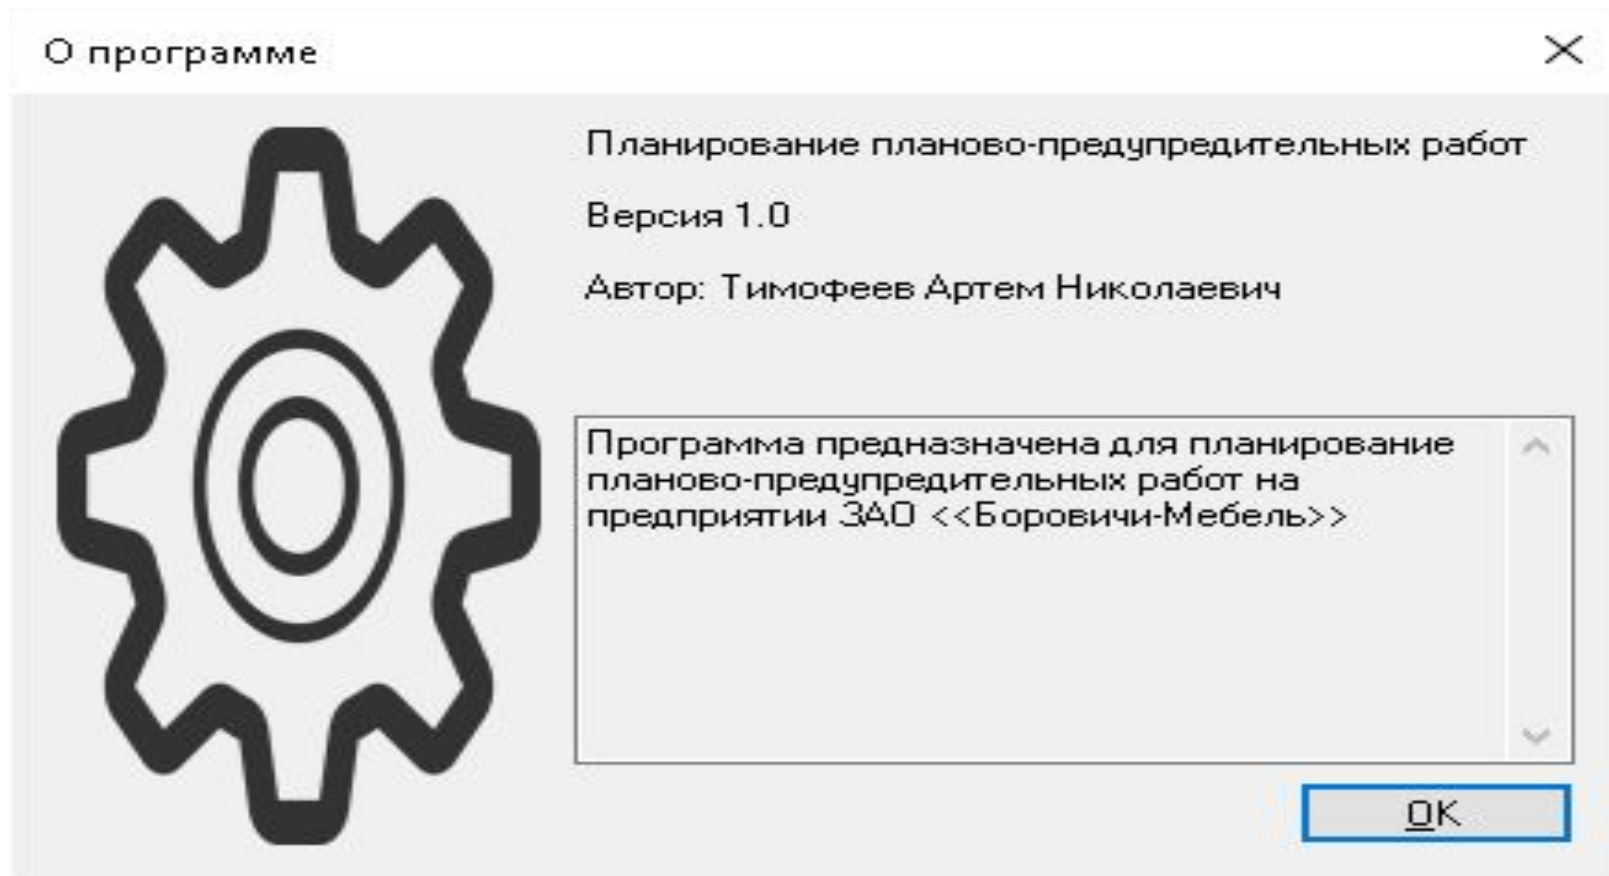 О программе
Планирование планово-предупредительных работ
Версия 1.0
Автор: Тимофеев Артем Николаевич
Программа предназначена для планирование
планово-предупредительных работ на
предприятии ЗАО <<Боровичи-Мебель>>
OK